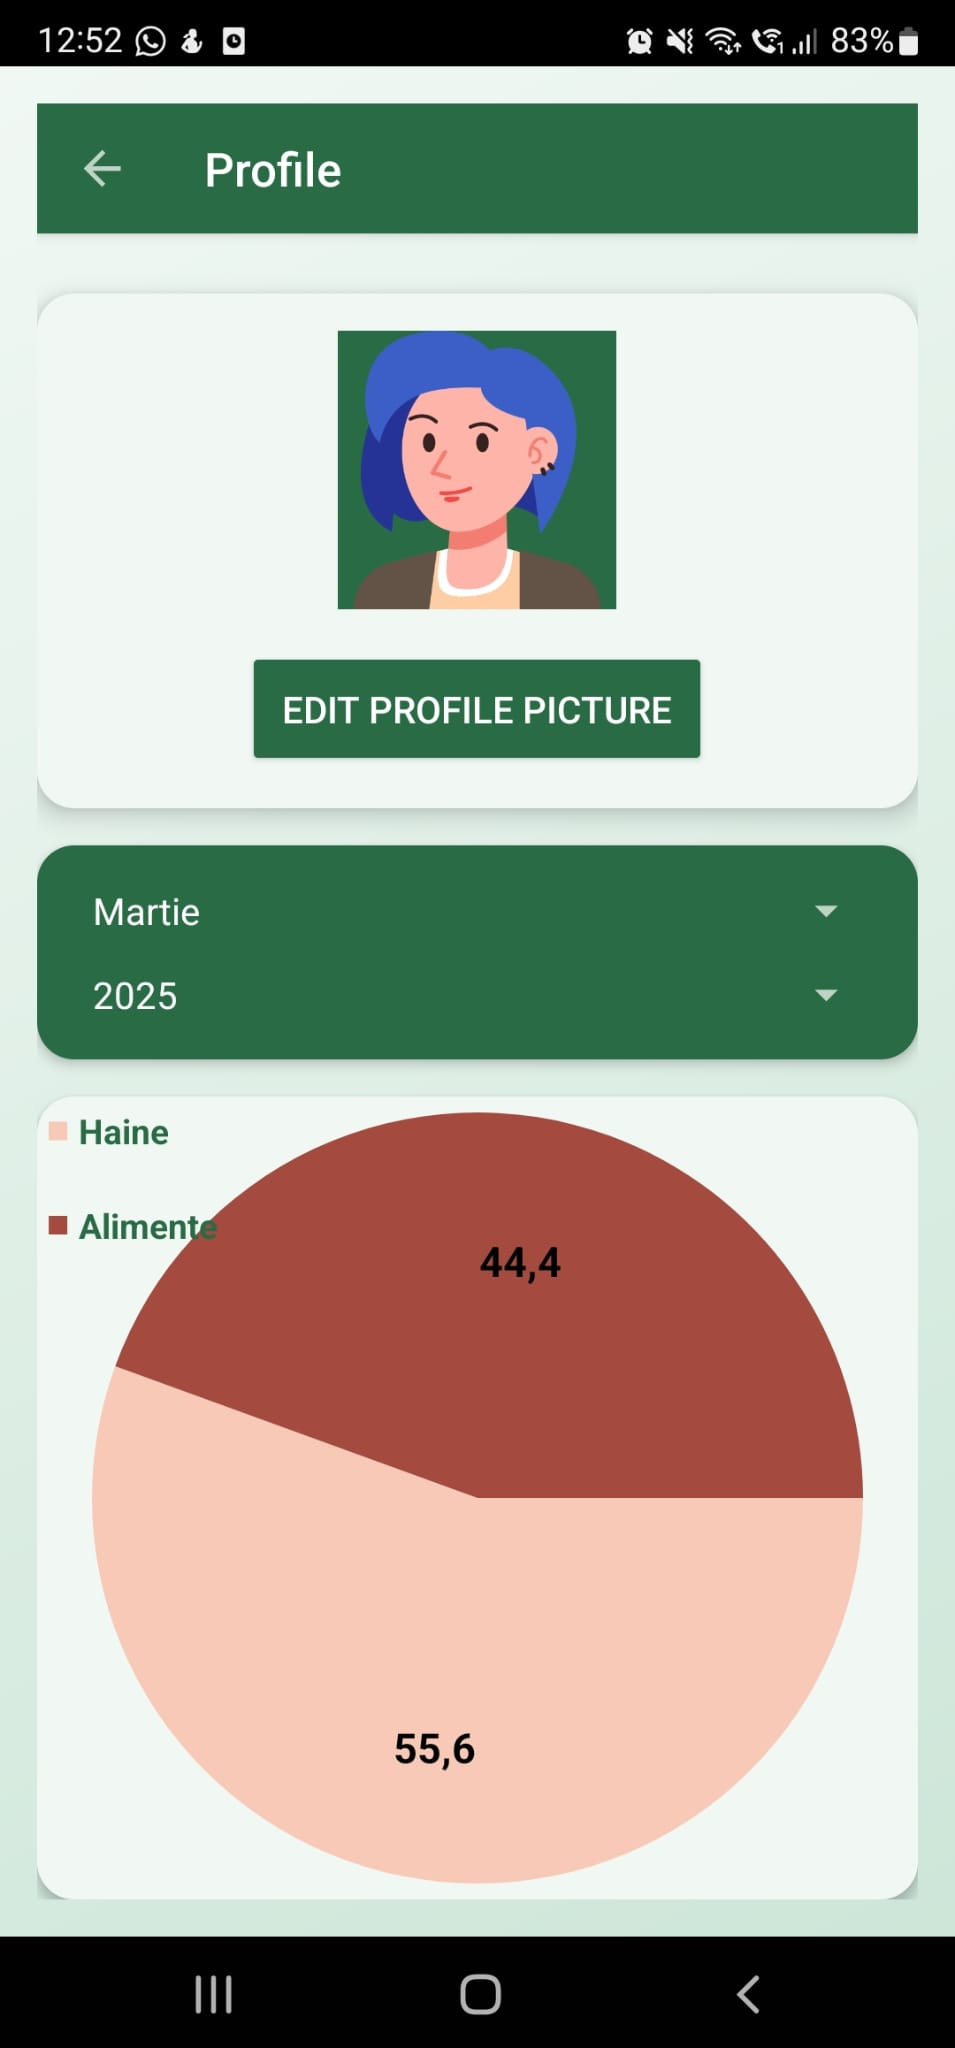 12:52
83%
Profile
EDIT PROFILE PICTURE
Martie
2025
Haine
Alimente
44,4
55,6